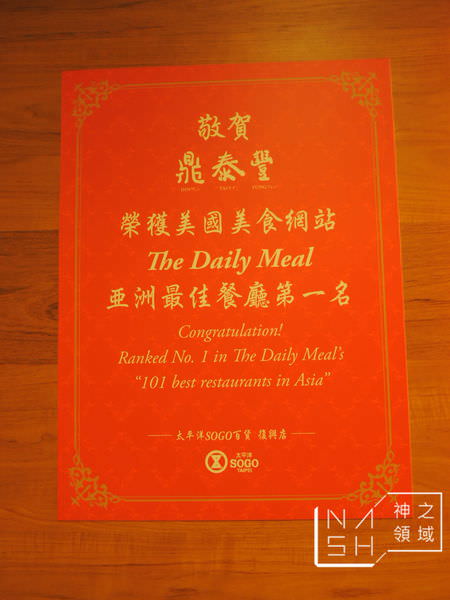 敬賀
鼎泰豐
榮獲美國美食網站
The Daily Meal
亞洲最佳餐廳第一名
Congratulation!
Ranked No. 1 in The Daily Meal's
"101 best restaurants in Asia"
太平洋SOGO百貨 復興店
太平洋
SOGO
TAIPEI
NASH
神之
領域